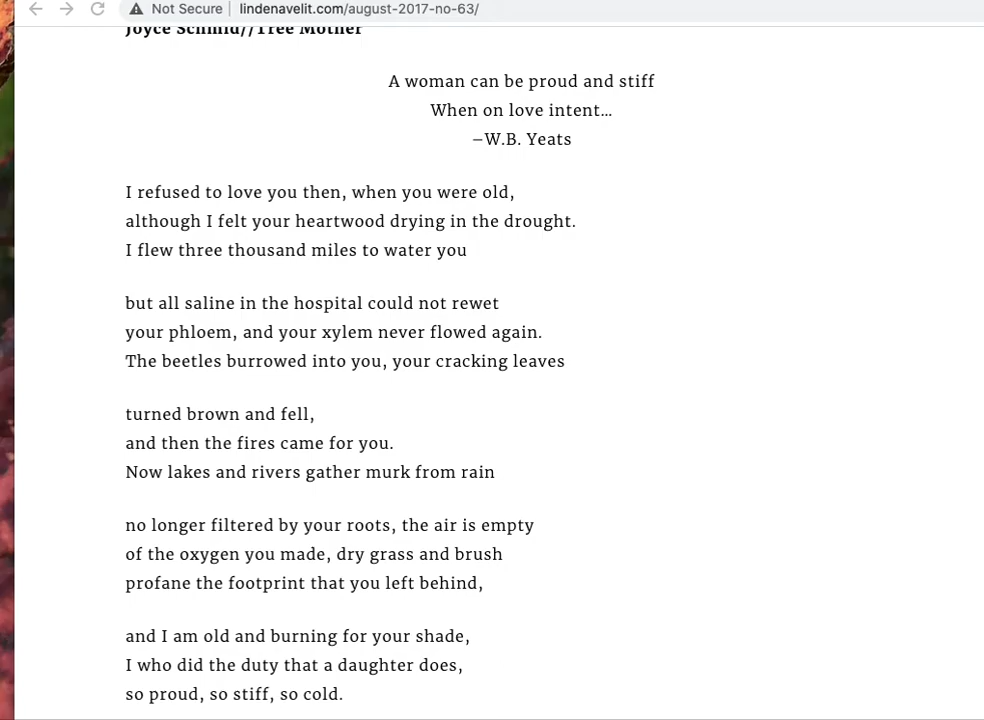 Not Secure | lindenavelit.com/august-2017-no-63/
Joyce Schmid//Tree Mother
A woman can be proud and stiff
When on love intent…
–W.B. Yeats
I refused to love you then, when you were old,
although I felt your heartwood drying in the drought.
I flew three thousand miles to water you
but all saline in the hospital could not rewet
your phloem, and your xylem never flowed again.
The beetles burrowed into you, your cracking leaves
turned brown and fell,
and then the fires came for you.
Now lakes and rivers gather murk from rain
no longer filtered by your roots, the air is empty
of the oxygen you made, dry grass and brush
profane the footprint that you left behind,
and I am old and burning for your shade,
I who did the duty that a daughter does,
so proud, so stiff, so cold.